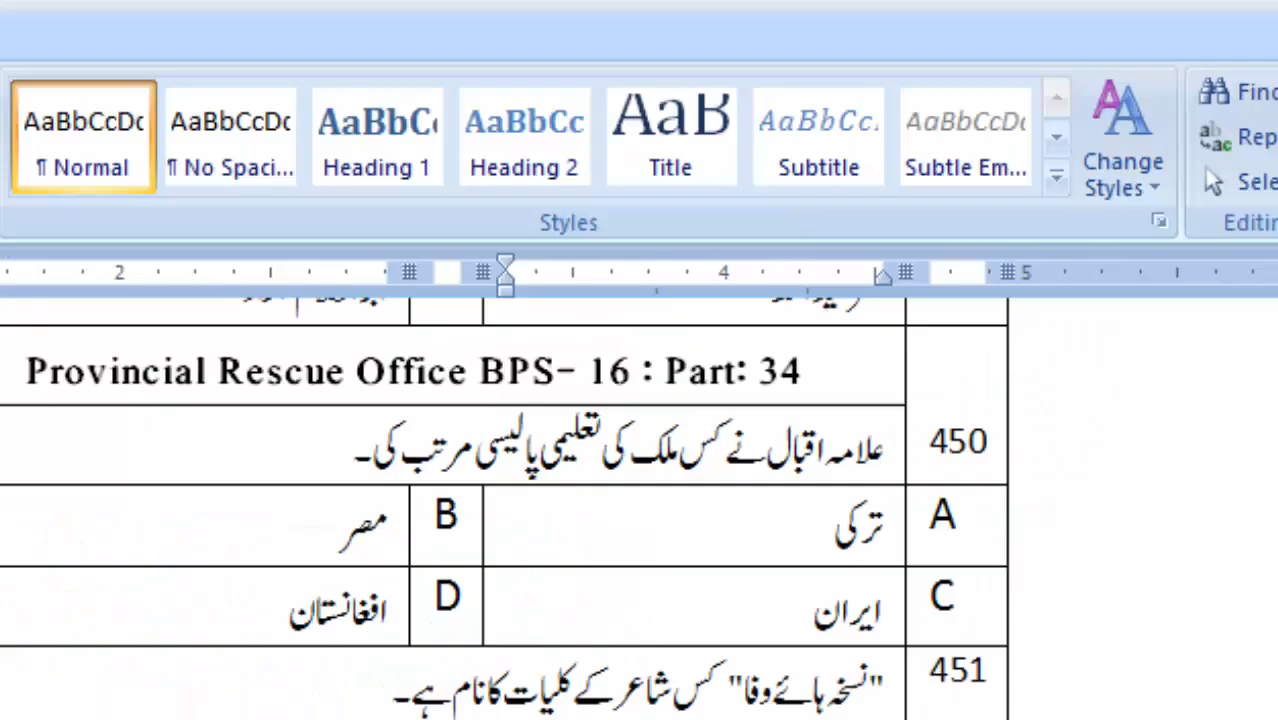 AaBbCcDc AaBbCcDc AaBbC AaBbCc AaB AaBbCc. AaBbCcDc
¶ Normal ¶ No Spaci... Heading 1 Heading 2 Title Subtitle Subtle Em...
Change Styles
Find
Rep
Sele
Styles
Editin
2 4 5
Provincial Rescue Office BPS- 16 : Part: 34
450 علامہ اقبال نے کس ملک کی تعلیمی پالیسی مرتب کی۔
A ترکی B مصر
C ایران D افغانستان
451 "نسخہ ہائے وفا" کس شاعر کے کلیات کا نام ہے۔